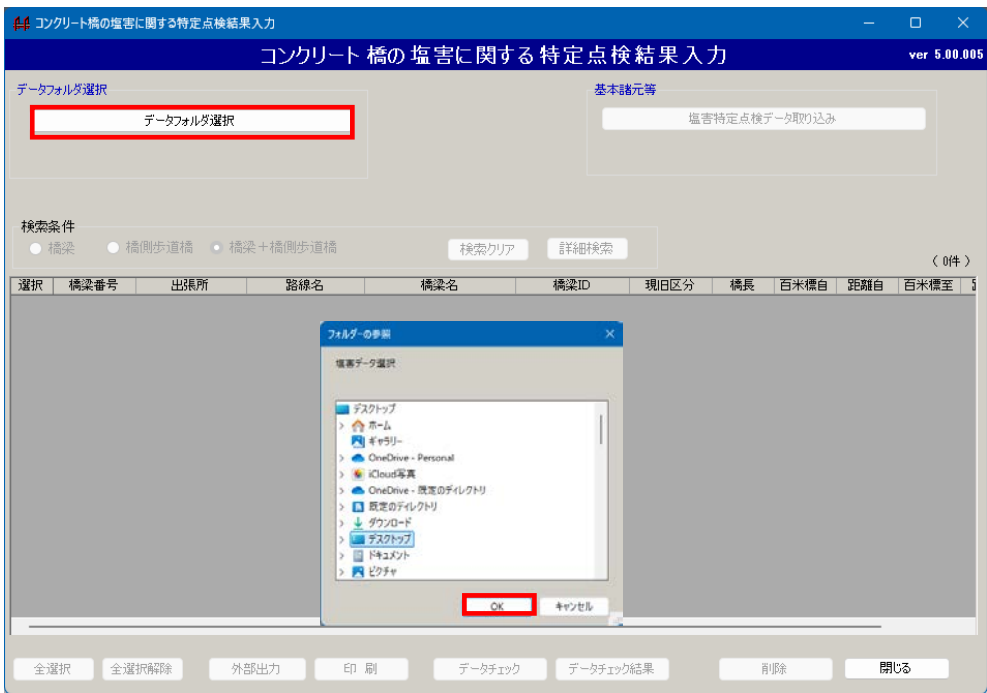 コンクリート橋の塩害に関する特定点検結果入力
コンクリート橋の塩害に関する特定点検結果入力 ver 5.00.005
データフォルダ選択 基本諸元等
データフォルダ選択 塩害特定点検データ取り込み
検索条件
橋梁 橋側歩道橋 橋梁+橋側歩道橋 検索クリア 詳細検索
( 0件 )
選択 橋梁番号 出張所 路線名 橋梁名 橋梁ID 現旧区分 橋長 百米標自 距離自 百米標至
フォルダーの参照
塩害データ選択
デスクトップ
ホーム
ギャラリー
OneDrive - Personal
iCloud写真
OneDrive - 既定のディレクトリ
既定のディレクトリ
ダウンロード
デスクトップ
ドキュメント
ピクチャ
OK キャンセル
全選択 全選択解除 外部出力 印 刷 データチェック データチェック結果 削除 閉じる